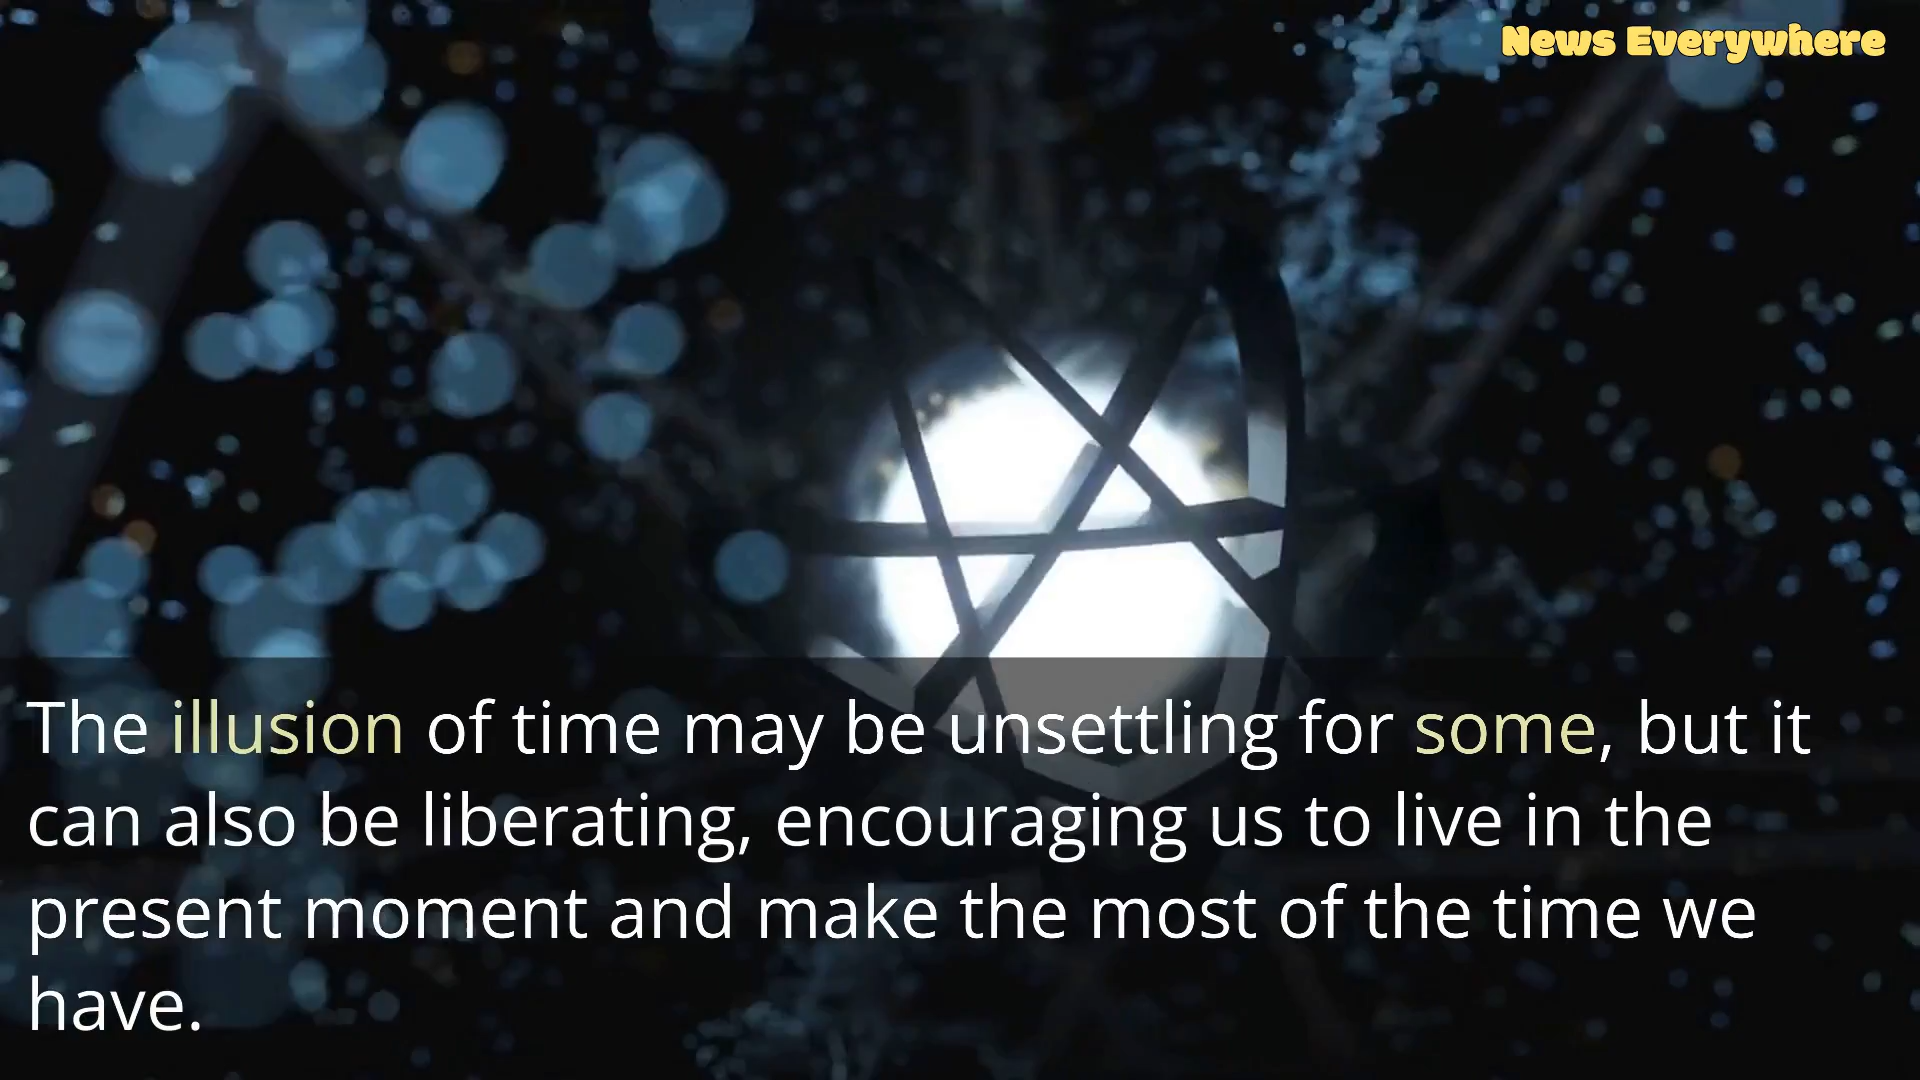 News Everywhere
The illusion of time may be unsettling for some, but it
can also be liberating, encouraging us to live in the
present moment and make the most of the time we
have.